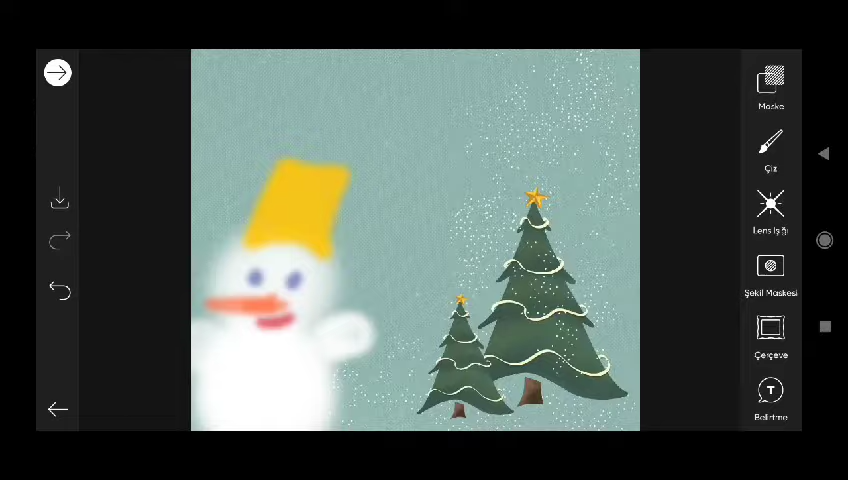 Maske
Çiz
Lens Işığı
Şekil Maskesi
Çerçeve
T
Belirtme